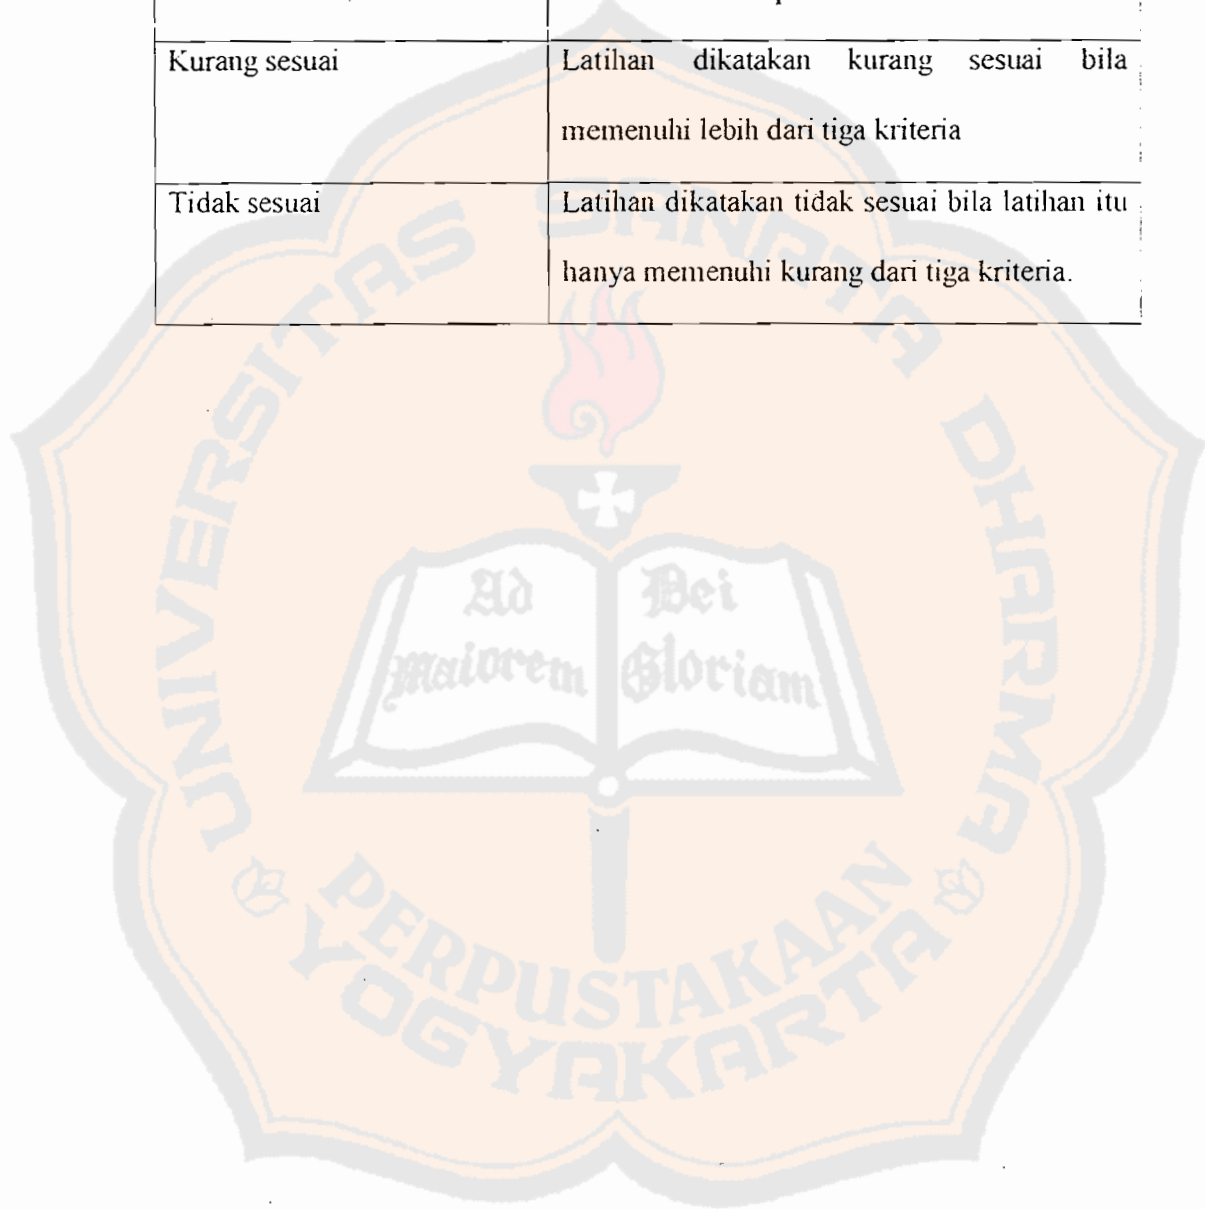 Kurang sesuai
Latihan dikatakan kurang sesuai bila
memenuhi lebih dari tiga kriteria
Tidak sesuai
Latihan dikatakan tidak sesuai bila latihan itu
hanya memenuhi kurang dari tiga kriteria.
UNIVERSITAS SANATA DHARMA
Ad Dei
maiorem Gloriam
PERPUSTAKAAN
YOGYAKARTA